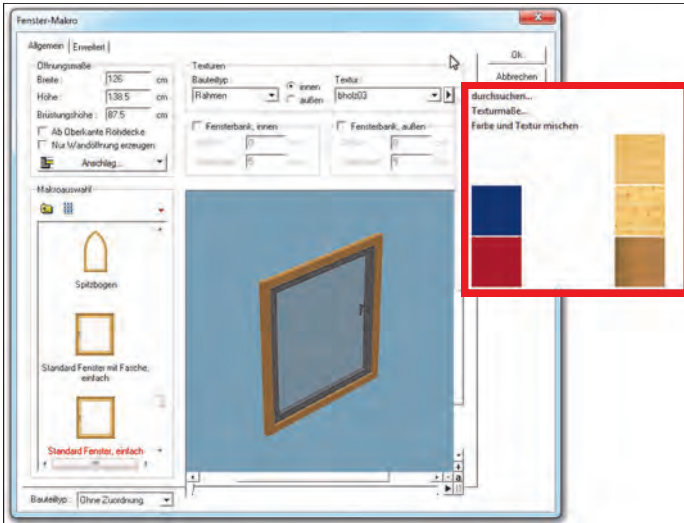 Fenster-Makro
Allgemein Erweitert
Öffnungsmaße
Breite : 126 cm
Höhe : 138.5 cm
Brüstungshöhe : 87.5 cm
Ab Oberkante Rohdecke
Nur Wandöffnung erzeugen
Anschlag...
Texturen
Bauteiltyp: innen Textur:
Rahmen außen bholz03
Fensterbank, innen Fensterbank, außen
Ok
Abbrechen
durchsuchen...
Texturmaße...
Farbe und Textur mischen
Makroauswahl
Spitzbogen
Standard Fenster mit Fasche,
einfach
Standard Fenster, einfach
a
Bauteiltyp: Ohne Zuordnung